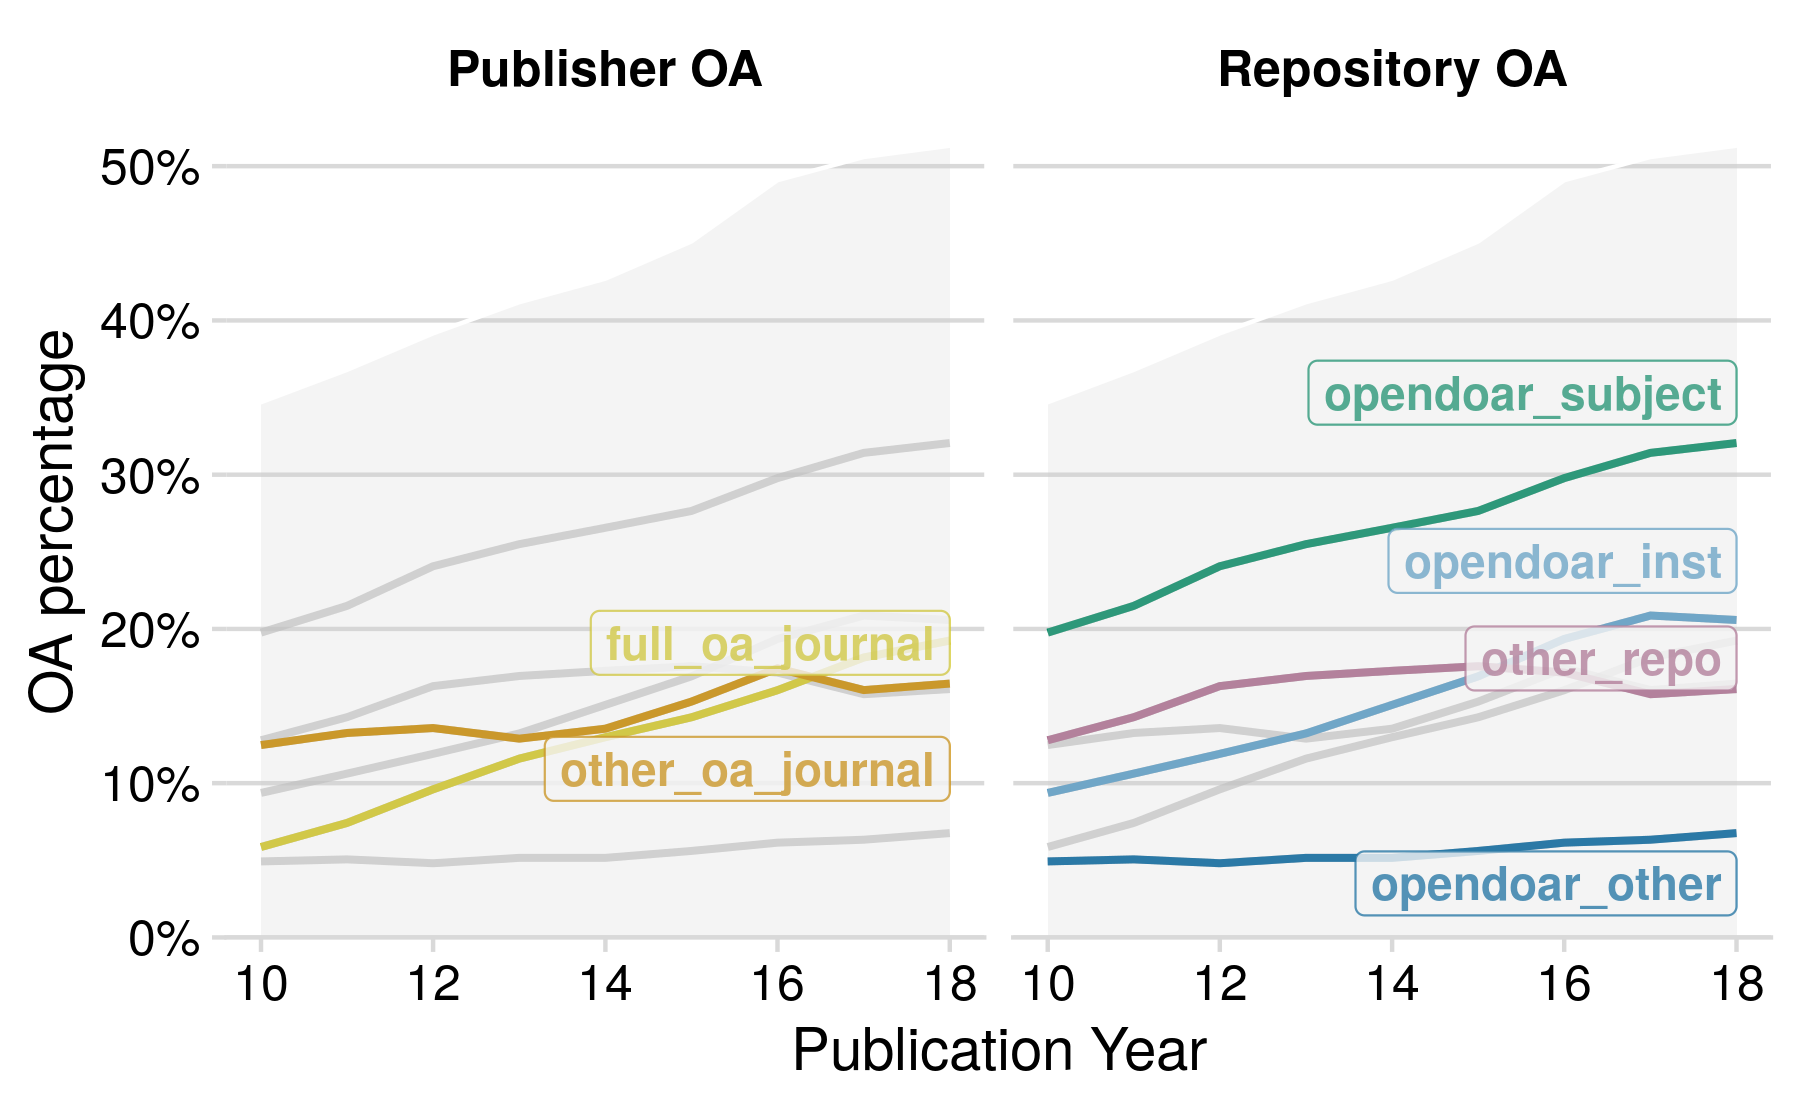 Publisher OA
Repository OA
50%
40%
30%
20%
10%
0%
OA percentage
full_oa_journal
other_oa_journal
opendoar_subject
opendoar_inst
other_repo
opendoar_other
10 12 14 16 18
10 12 14 16 18
Publication Year